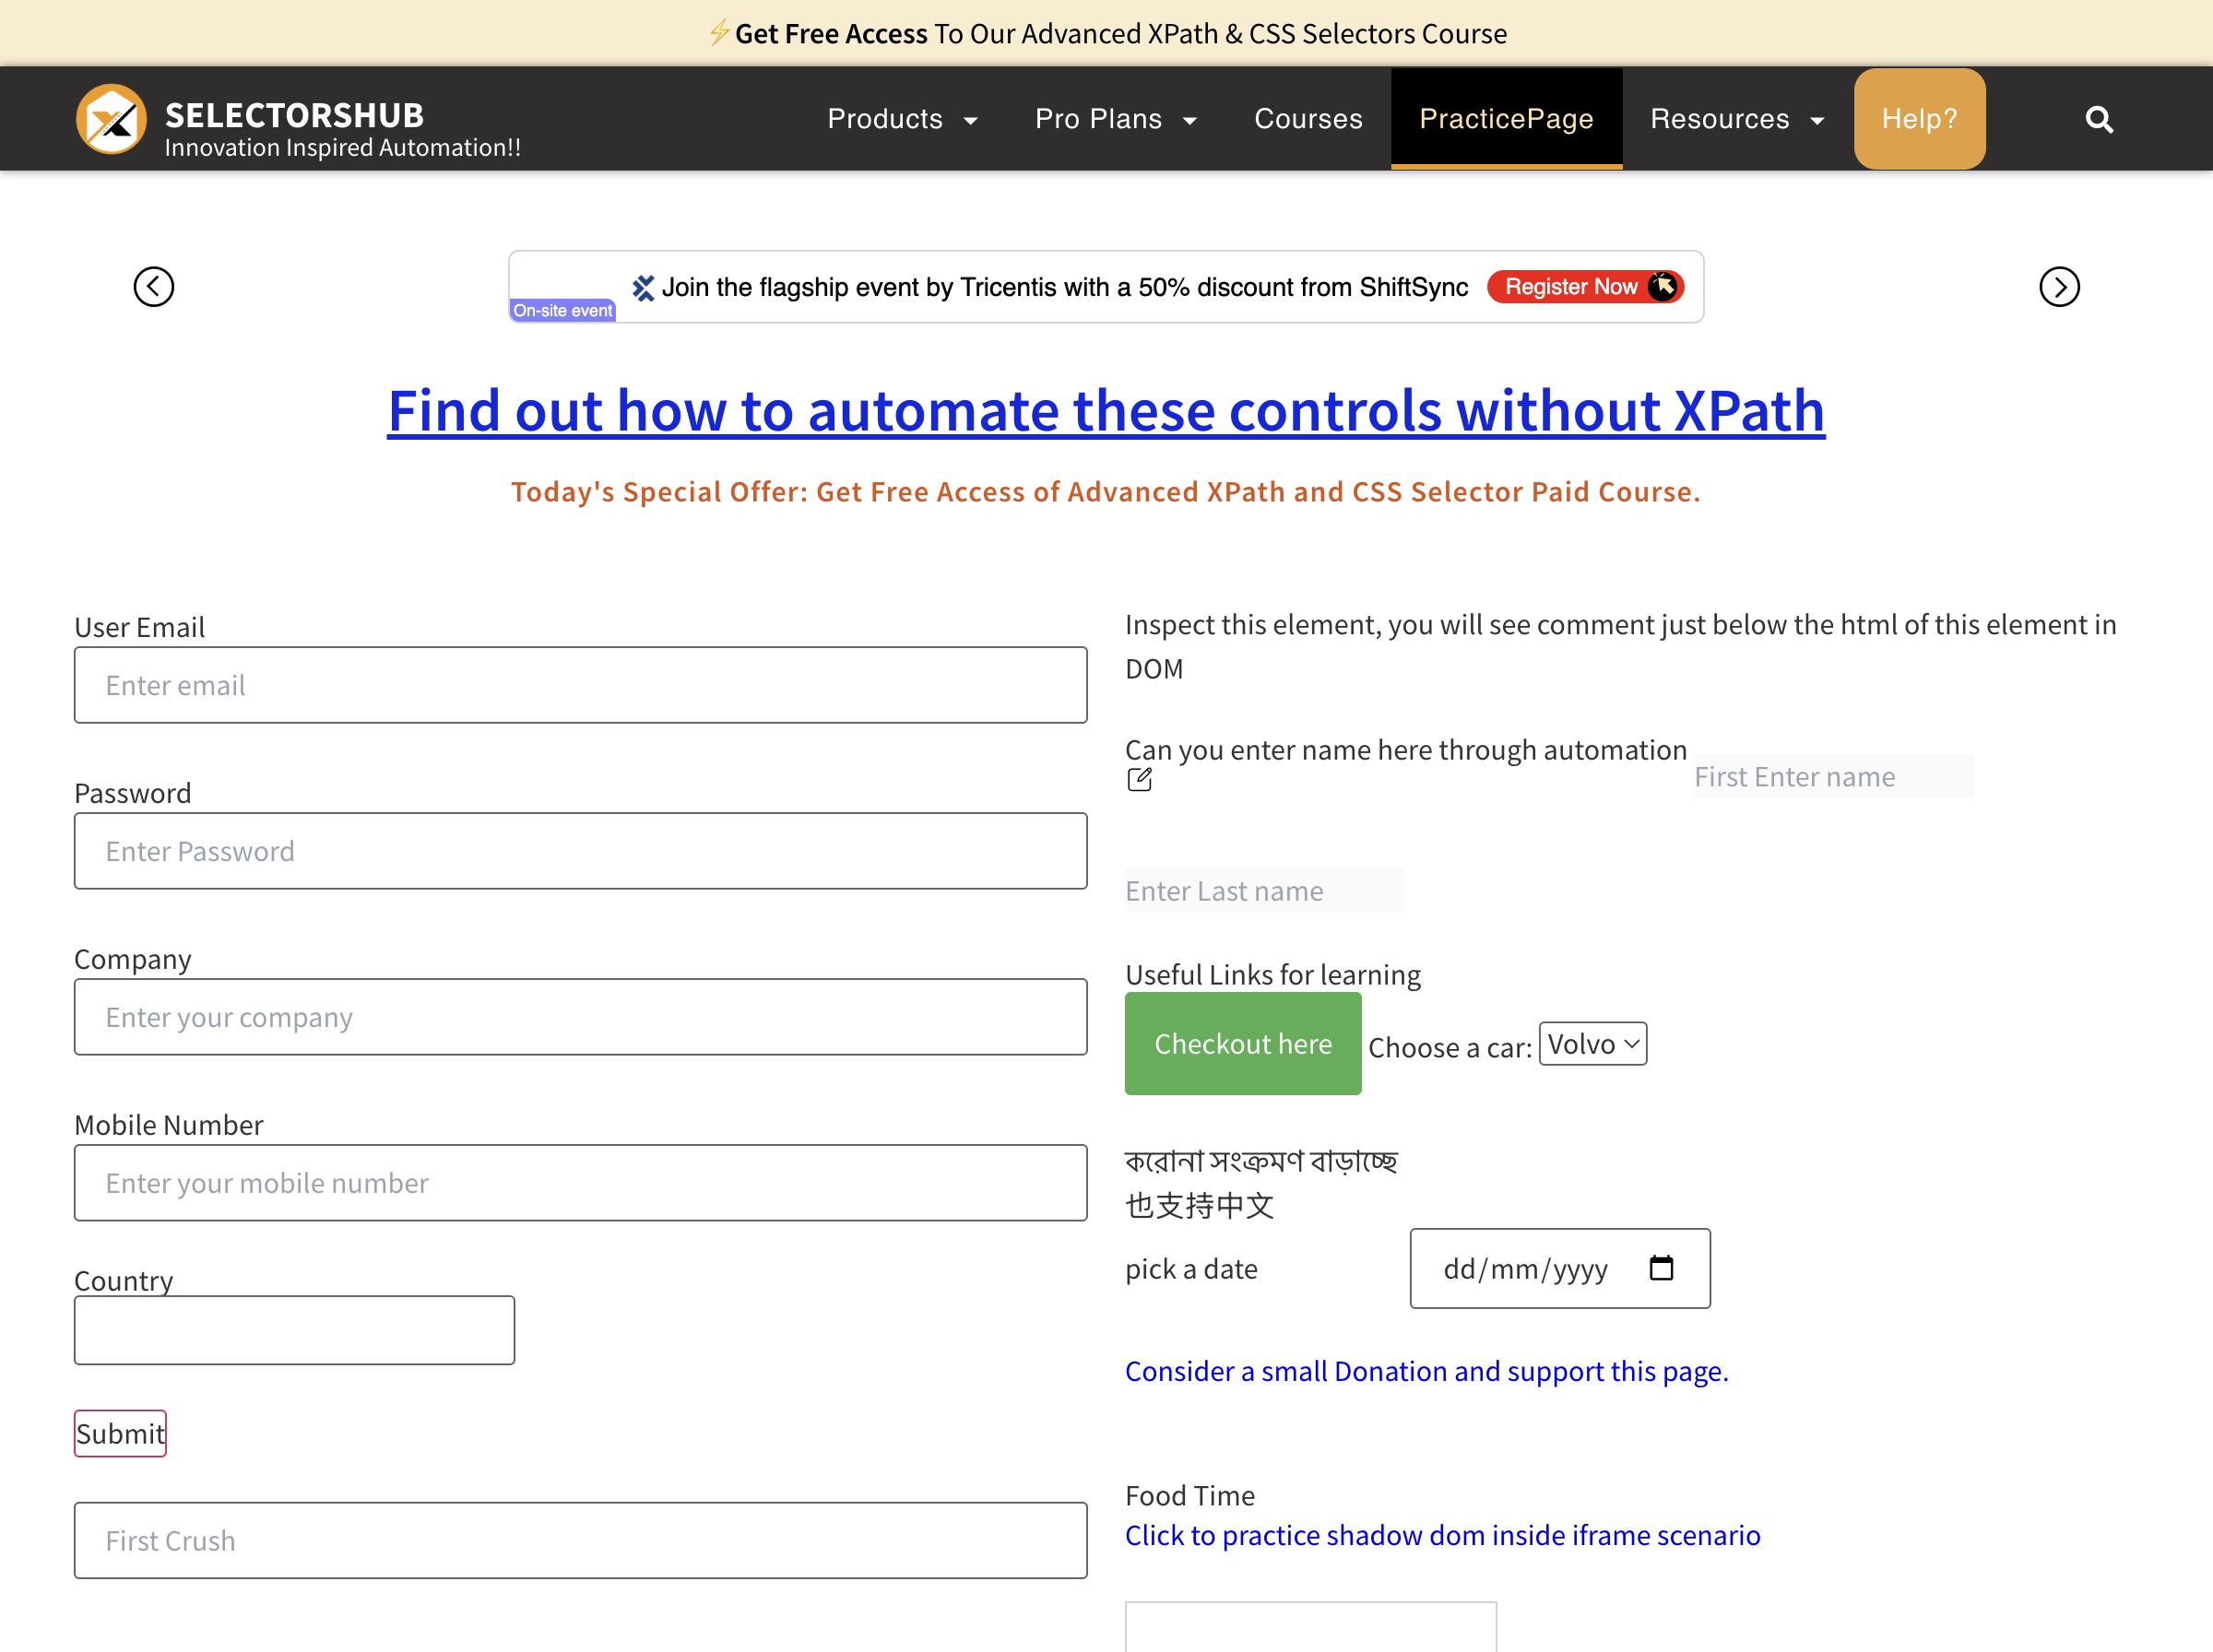 ⚡Get Free Access To Our Advanced XPath & CSS Selectors Course
SELECTORSHUB
Innovation Inspired Automation!!
Products
Pro Plans
Courses
PracticePage
Resources
Help?
Join the flagship event by Tricentis with a 50% discount from ShiftSync
Register Now
On-site event
Find out how to automate these controls without XPath
Today's Special Offer: Get Free Access of Advanced XPath and CSS Selector Paid Course.
User Email
Enter email
Password
Enter Password
Company
Enter your company
Mobile Number
Enter your mobile number
Country
Submit
First Crush
Inspect this element, you will see comment just below the html of this element in
DOM
Can you enter name here through automation
First Enter name
Enter Last name
Useful Links for learning
Checkout here
Choose a car: Volvo
করোনা সংক্রমণ বাড়াচ্ছে
也支持中文
pick a date
dd/mm/yyyy
Consider a small Donation and support this page.
Food Time
Click to practice shadow dom inside iframe scenario